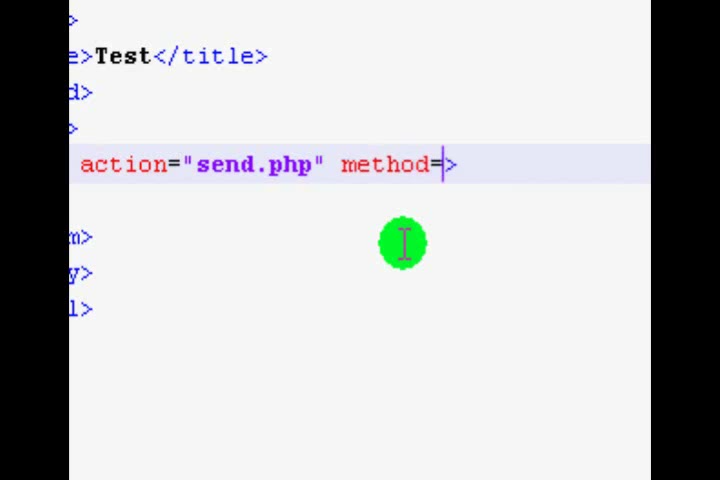 >
e>Test</title>
d>
>
action="send.php" method=>
m>
y>
l>